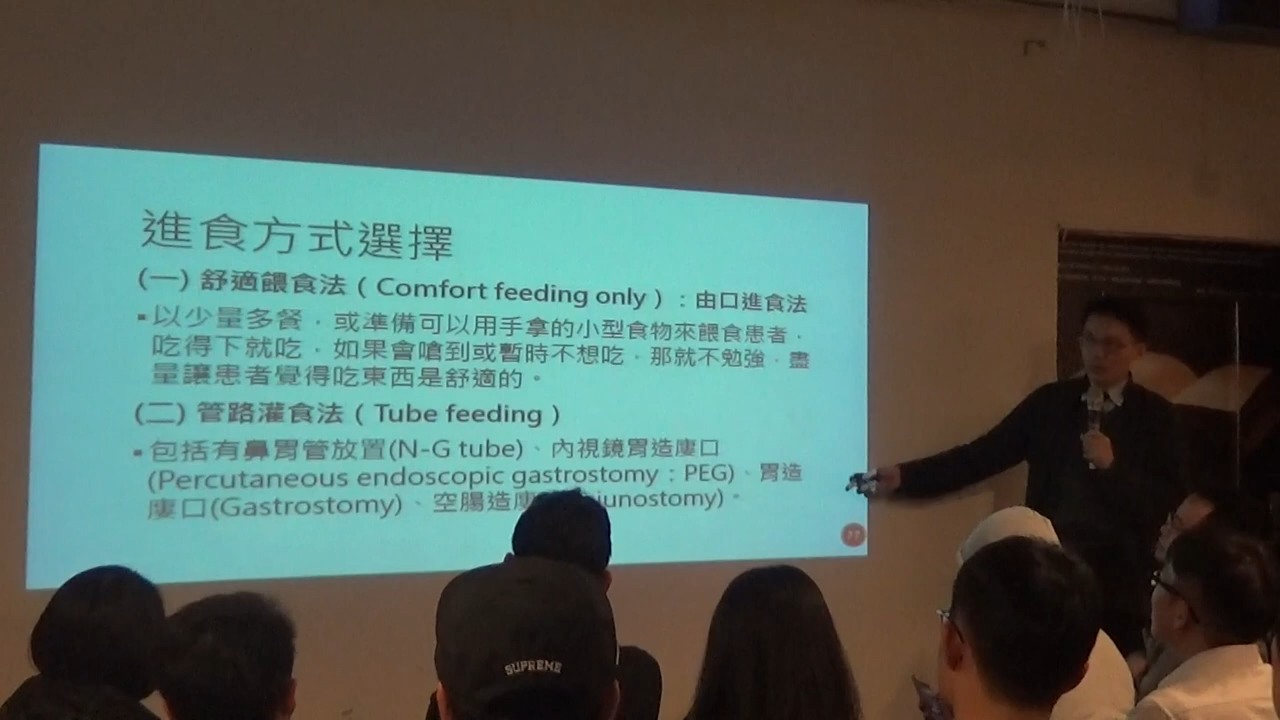 進食方式選擇
(一) 舒適餵食法 ( Comfort feeding only ) : 由口進食法
▪以少量多餐，或準備可以用手拿的小型食物來餵食患者，
吃得下就吃，如果會嗆到或暫時不想吃，那就不勉強，盡
量讓患者覺得吃東西是舒適的。
(二) 管路灌食法 ( Tube feeding )
▪包括有鼻胃管放置(N-G tube)、內視鏡胃造廔口
(Percutaneous endoscopic gastrostomy : PEG)、胃造
廔口(Gastrostomy)、空腸造 junostomy)。
77
SUPREME